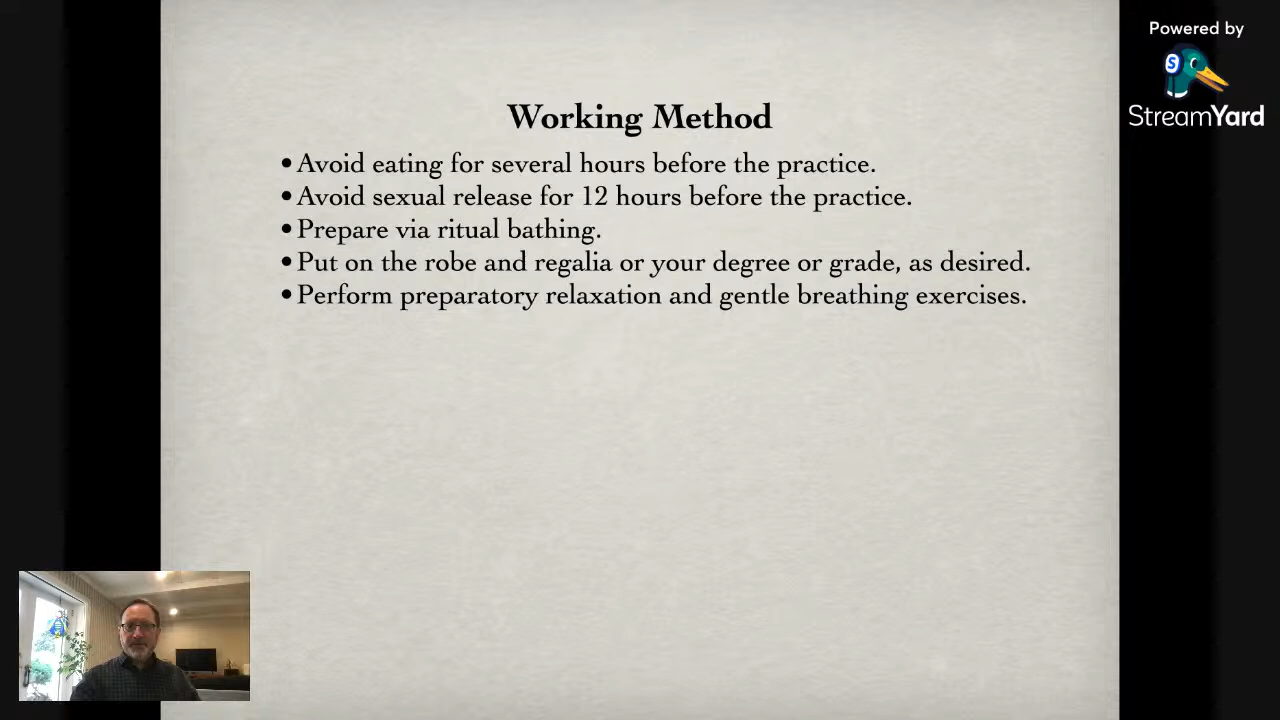 Powered by
S
StreamYard
Working Method
•Avoid eating for several hours before the practice.
•Avoid sexual release for 12 hours before the practice.
•Prepare via ritual bathing.
•Put on the robe and regalia or your degree or grade, as desired.
•Perform preparatory relaxation and gentle breathing exercises.